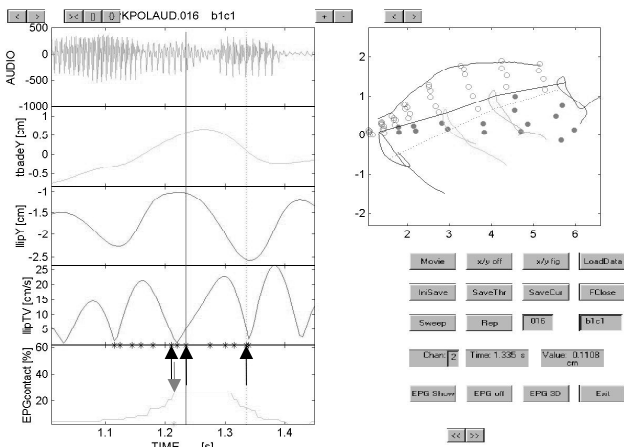 < > >< [] {} *KPOLAUD.016 b1c1 + - < >
AUDIO
500
0
-500
-1000
tbadeY [cm]
1
0.5
0
-0.5
llipY [cm]
-1
-1.5
-2
-2.5
llipTV [cm/s]
25
20
15
10
5
EPGcontact [%]
60
40
20
1.1 1.2 1.3 1.4
TIME [s]
2
1
0
-1
-2
2 3 4 5 6
Movie x/y off x/y fig LoadData
IniSave SaveThr SaveCur FClose
Sweep Rep 016 b1c1
Chan: 2 Time: 1.335 s Value: 0.1108 cm
EPG Show EPG off EPG 3D Exit
<< >>